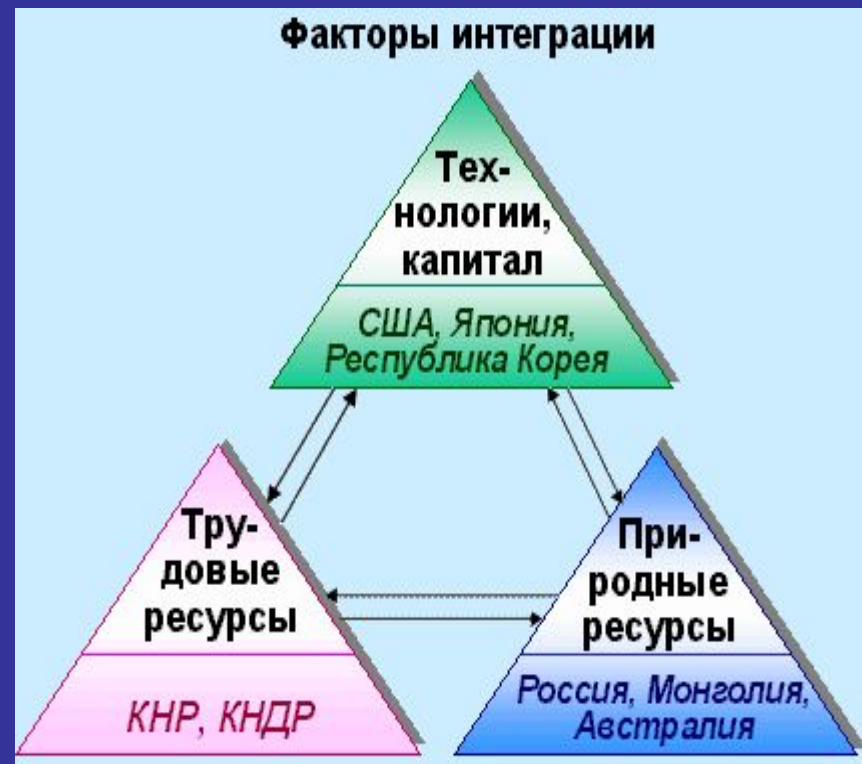 Факторы интеграции
Тех-
нологии,
капитал
США, Япония,
Республика Корея
Тру-
довые
ресурсы
КНР, КНДР
При-
родные
ресурсы
Россия, Монголия,
Австралия